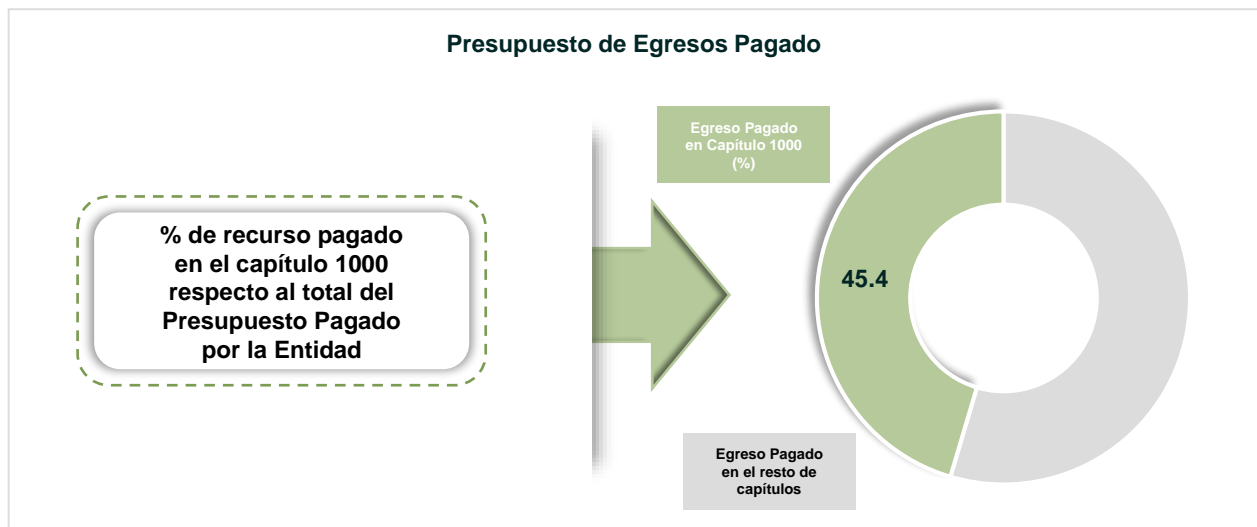 Presupuesto de Egresos Pagado
% de recurso pagado
en el capítulo 1000
respecto al total del
Presupuesto Pagado
por la Entidad
Egreso Pagado
en Capítulo 1000
(%)
45.4
Egreso Pagado
en el resto de
capítulos